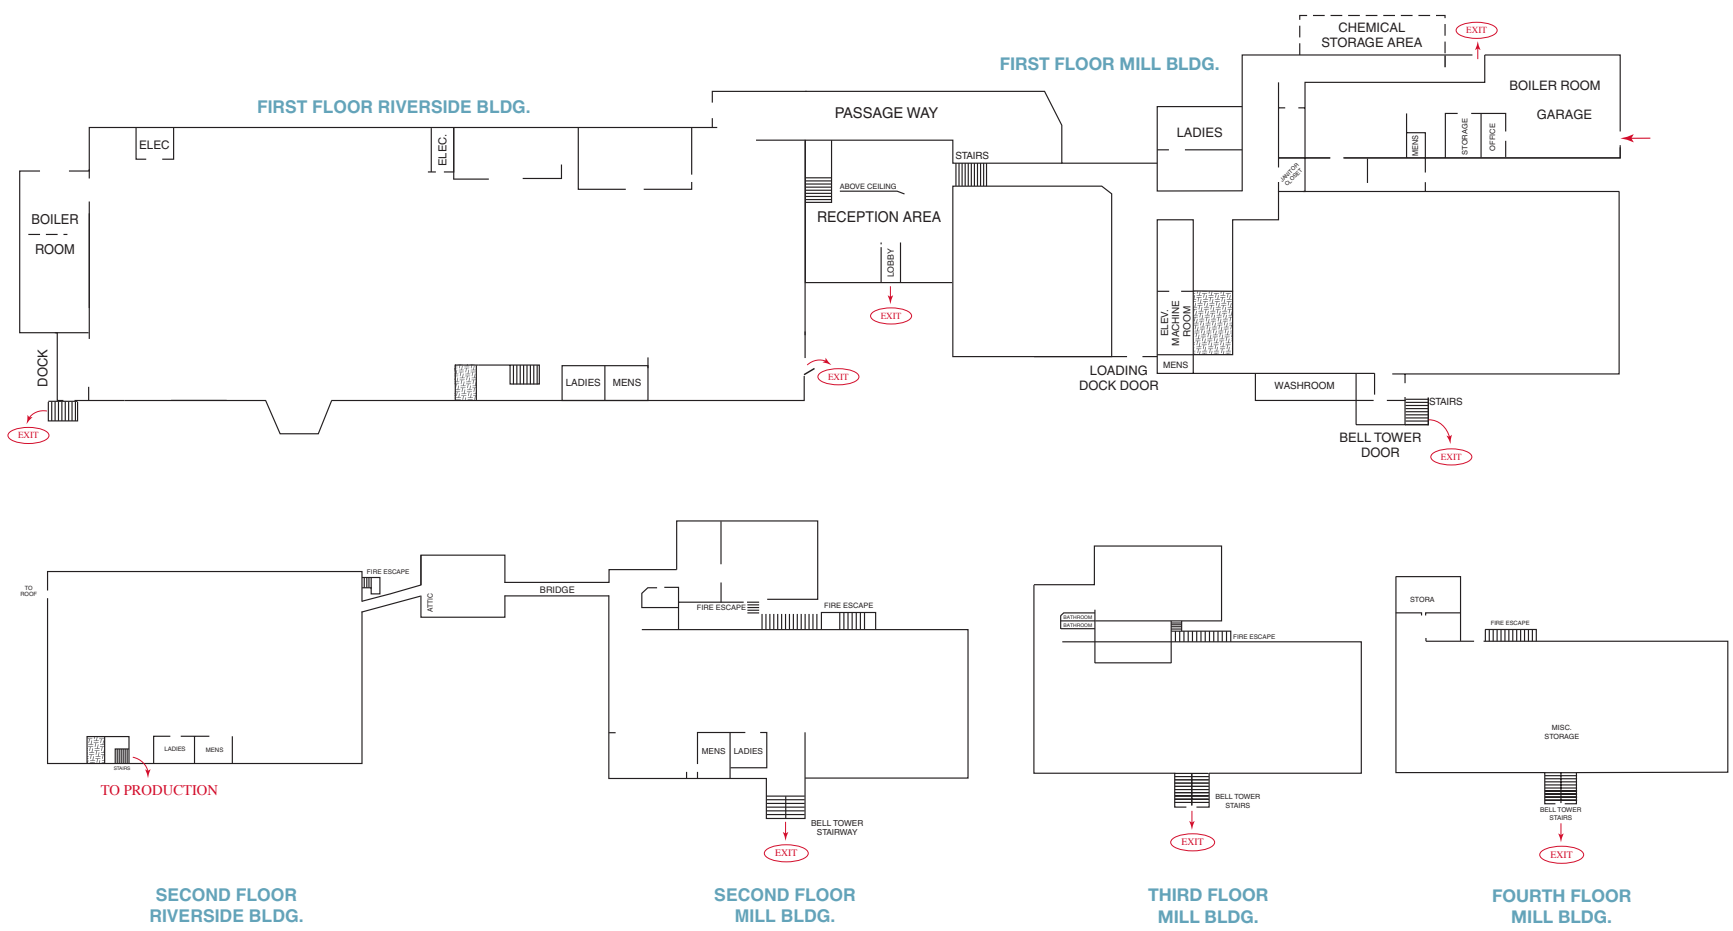 CHEMICAL
STORAGE AREA
EXIT
FIRST FLOOR MILL BLDG.
BOILER ROOM
GARAGE
FIRST FLOOR RIVERSIDE BLDG.
PASSAGE WAY
ELEC
ELEC.
LADIES
MENS
STORAGE
OFFICE
STAIRS
JANITOR
CLOSET
ABOVE CEILING
RECEPTION AREA
BOILER
ROOM
LOBBY
EXIT
ELEV.
MACHINE
ROOM
DOCK
LADIES
MENS
EXIT
LOADING
DOCK DOOR
MENS
WASHROOM
STAIRS
EXIT
BELL TOWER
DOOR
EXIT
TO
ROOF
FIRE ESCAPE
ATTIC
BRIDGE
FIRE ESCAPE
FIRE ESCAPE
LADIES
MENS
STAIRS
TO PRODUCTION
MENS
LADIES
BELL TOWER
STAIRWAY
EXIT
BATHROOM
BATHROOM
FIRE ESCAPE
BELL TOWER
STAIRS
EXIT
STORA
FIRE ESCAPE
MISC.
STORAGE
BELL TOWER
STAIRS
EXIT
SECOND FLOOR
RIVERSIDE BLDG.
SECOND FLOOR
MILL BLDG.
THIRD FLOOR
MILL BLDG.
FOURTH FLOOR
MILL BLDG.